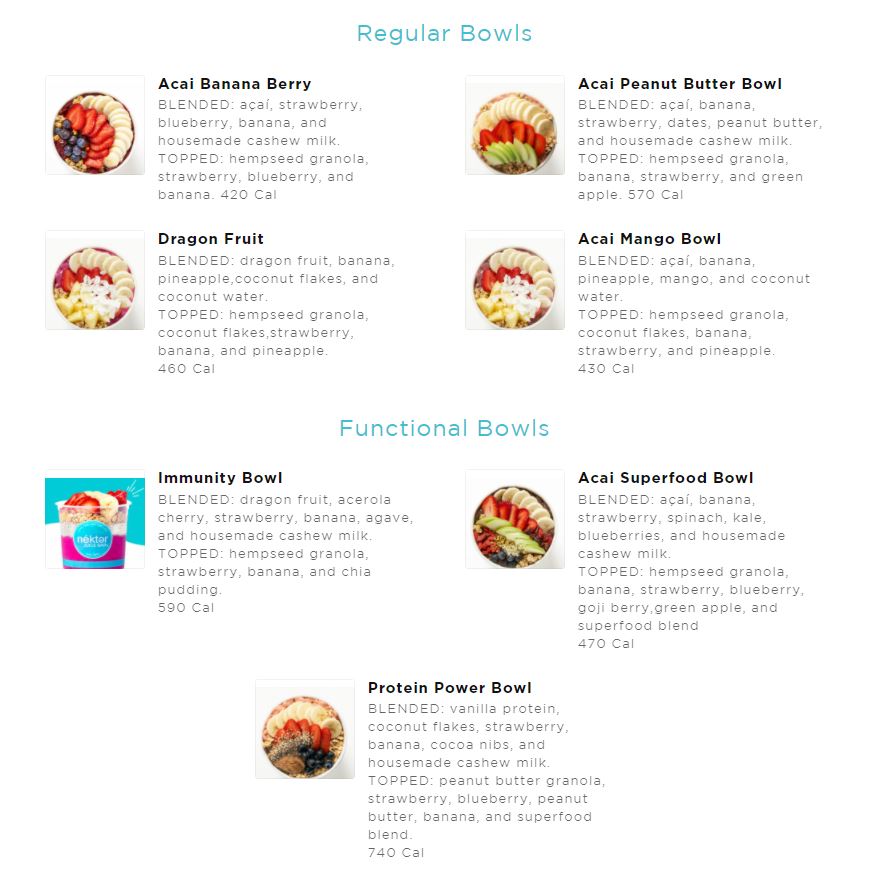 Regular Bowls
Acai Banana Berry
BLENDED: açaí, strawberry,
blueberry, banana, and
housemade cashew milk.
TOPPED: hempseed granola,
strawberry, blueberry, and
banana. 420 Cal
Acai Peanut Butter Bowl
BLENDED: açaí, banana,
strawberry, dates, peanut butter,
and housemade cashew milk.
TOPPED: hempseed granola,
banana, strawberry, and green
apple. 570 Cal
Dragon Fruit
BLENDED: dragon fruit, banana,
pineapple,coconut flakes, and
coconut water.
TOPPED: hempseed granola,
coconut flakes,strawberry,
banana, and pineapple.
460 Cal
Acai Mango Bowl
BLENDED: açaí, banana,
pineapple, mango, and coconut
water.
TOPPED: hempseed granola,
coconut flakes, banana,
strawberry, and pineapple.
430 Cal
Functional Bowls
Immunity Bowl
BLENDED: dragon fruit, acerola
cherry, strawberry, banana, agave,
and housemade cashew milk.
TOPPED: hempseed granola,
strawberry, banana, and chia
pudding.
590 Cal
nékter
JUICE BAR
Acai Superfood Bowl
BLENDED: açaí, banana,
strawberry, spinach, kale,
blueberries, and housemade
cashew milk.
TOPPED: hempseed granola,
banana, strawberry, blueberry,
goji berry,green apple, and
superfood blend
470 Cal
Protein Power Bowl
BLENDED: vanilla protein,
coconut flakes, strawberry,
banana, cocoa nibs, and
housemade cashew milk.
TOPPED: peanut butter granola,
strawberry, blueberry, peanut
butter, banana, and superfood
blend.
740 Cal